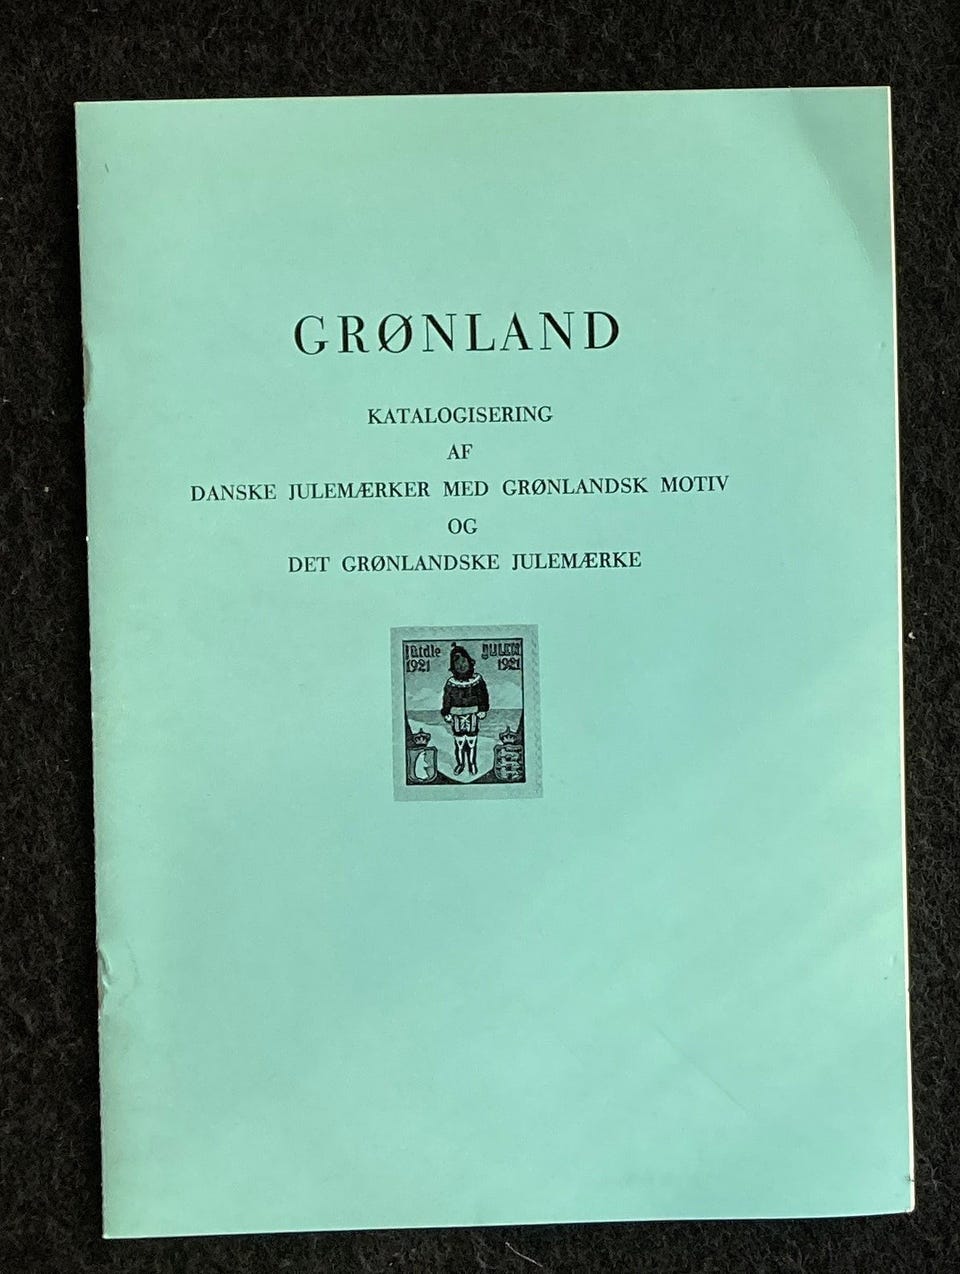 GRØNLAND
KATALOGISERING
AF
DANSKE JULEMÆRKER MED GRØNLANDSK MOTIV
OG
DET GRØNLANDSKE JULEMÆRKE
JULEN
1921 1921